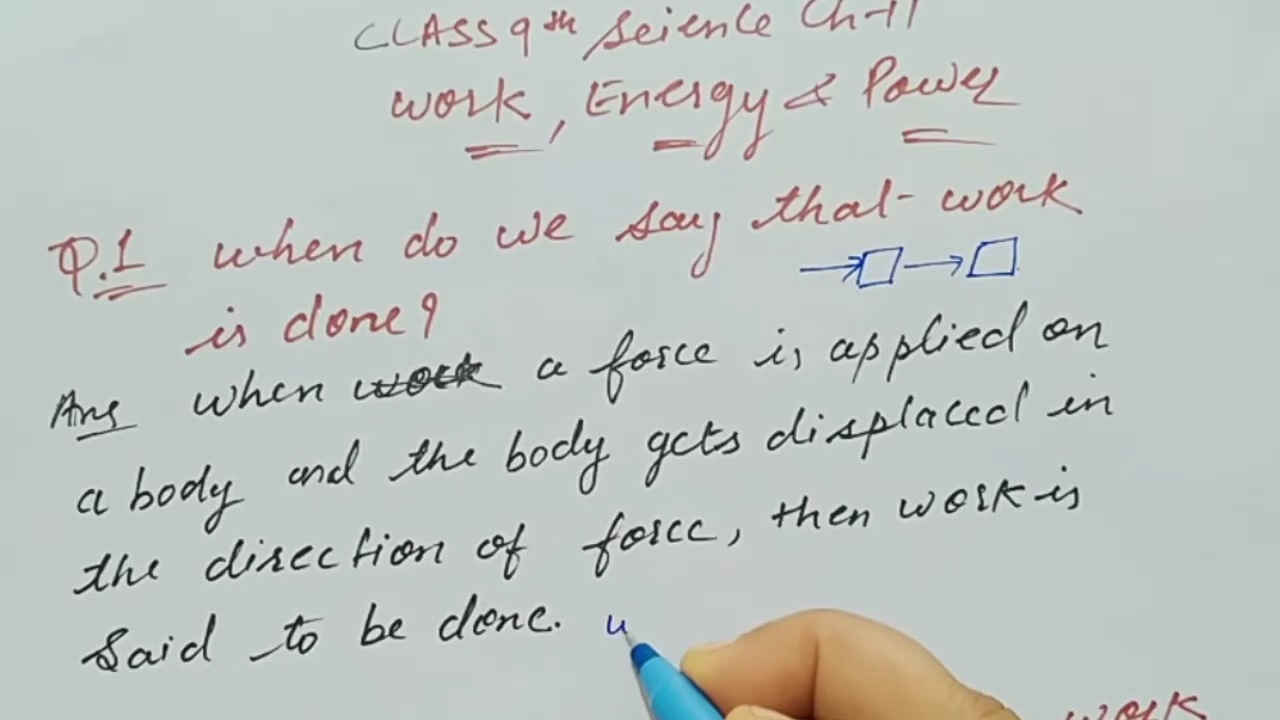 CLASS 9th Science Ch-11
Work, Energy & Power
Q.1 When do we say that work
is done?
Ans When a force is applied on
a body and the body gets displaced in
the direction of force, then work is
Said to be done.
work